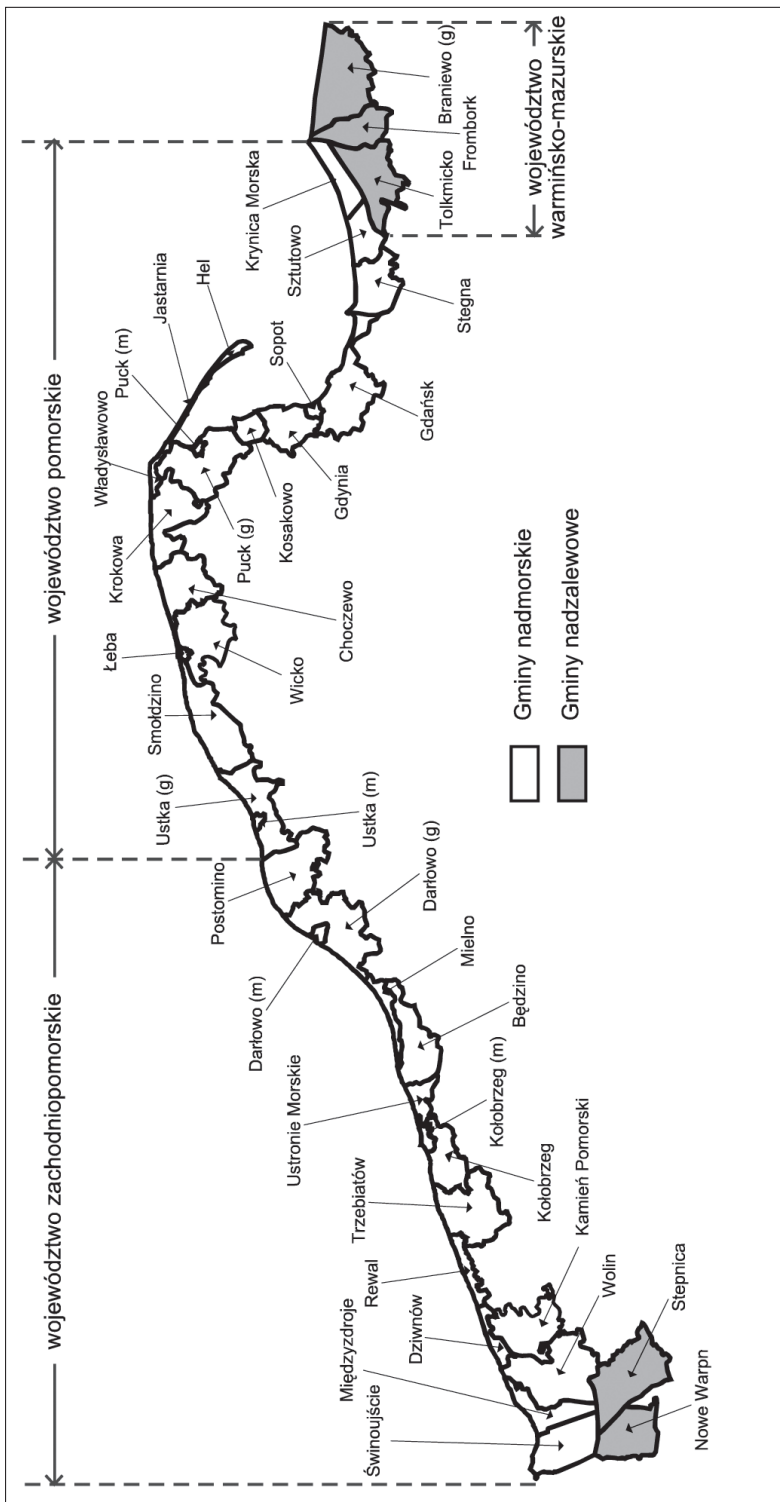 województwo zachodniopomorskie
województwo pomorskie
Świnoujście
Międzyzdroje
Dziwnów
Rewal
Trzebiatów
Ustronie Morskie
Darłowo (m)
Postomino
Ustka (g)
Smołdzino
Łeba
Krokowa
Władysławowo
Puck (m)
Jastarnia
Hel
Sopot
Sztutowo
Krynica Morska
Nowe Warpn
Stepnica
Wolin
Kamień Pomorski
Kołobrzeg
Kołobrzeg (m)
Będzino
Mielno
Darłowo (g)
Ustka (m)
Wicko
Choczewo
Puck (g)
Kosakowo
Gdynia
Gdańsk
Stegna
Tolkmicko
Frombork
Braniewo (g)
województwo
warmińsko-mazurskie
Gminy nadmorskie
Gminy nadzalewowe